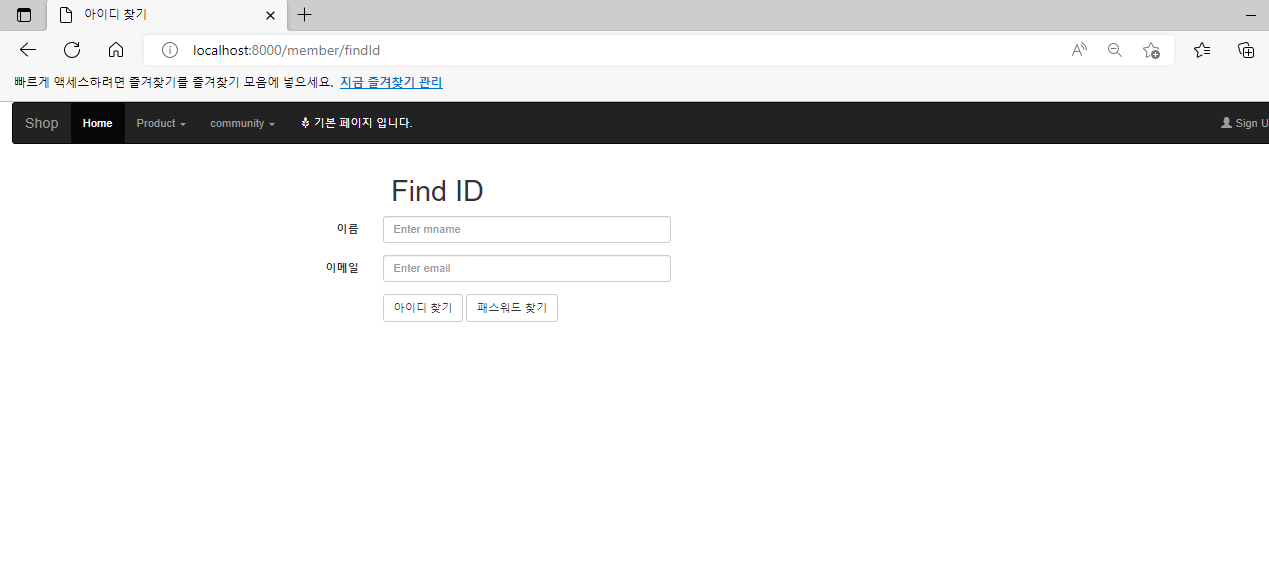 아이디 찾기
localhost:8000/member/findId
빠르게 액세스하려면 즐겨찾기를 즐겨찾기 모음에 넣으세요. 지금 즐겨찾기 관리
Shop Home Product community 기본 페이지 입니다. Sign U
Find ID
이름 Enter mname
이메일 Enter email
아이디 찾기 패스워드 찾기